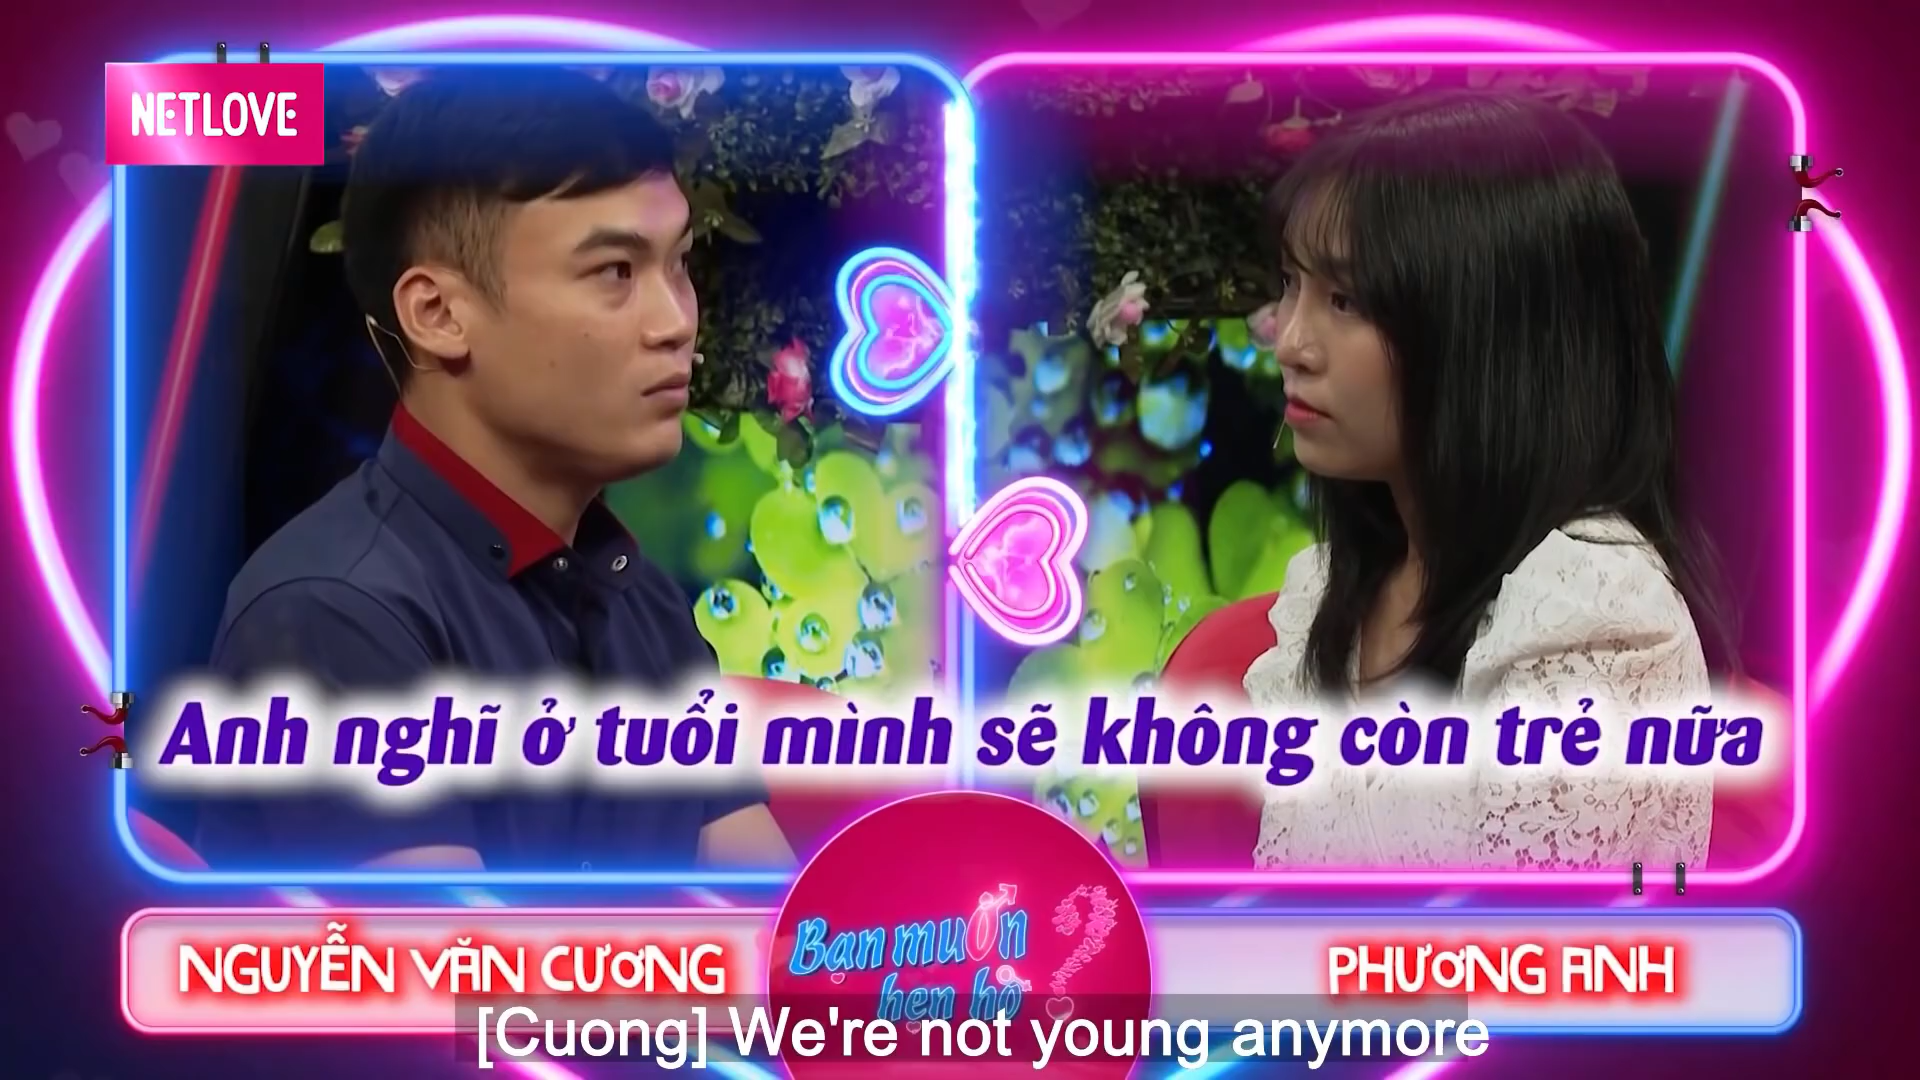 NETLOVE
Anh nghĩ ở tuổi mình sẽ không còn trẻ nữa
NGUYỄN VĂN CƯƠNG
Bạn muốn
hẹn hò ?
PHƯƠNG ANH
[Cuong] We're not young anymore